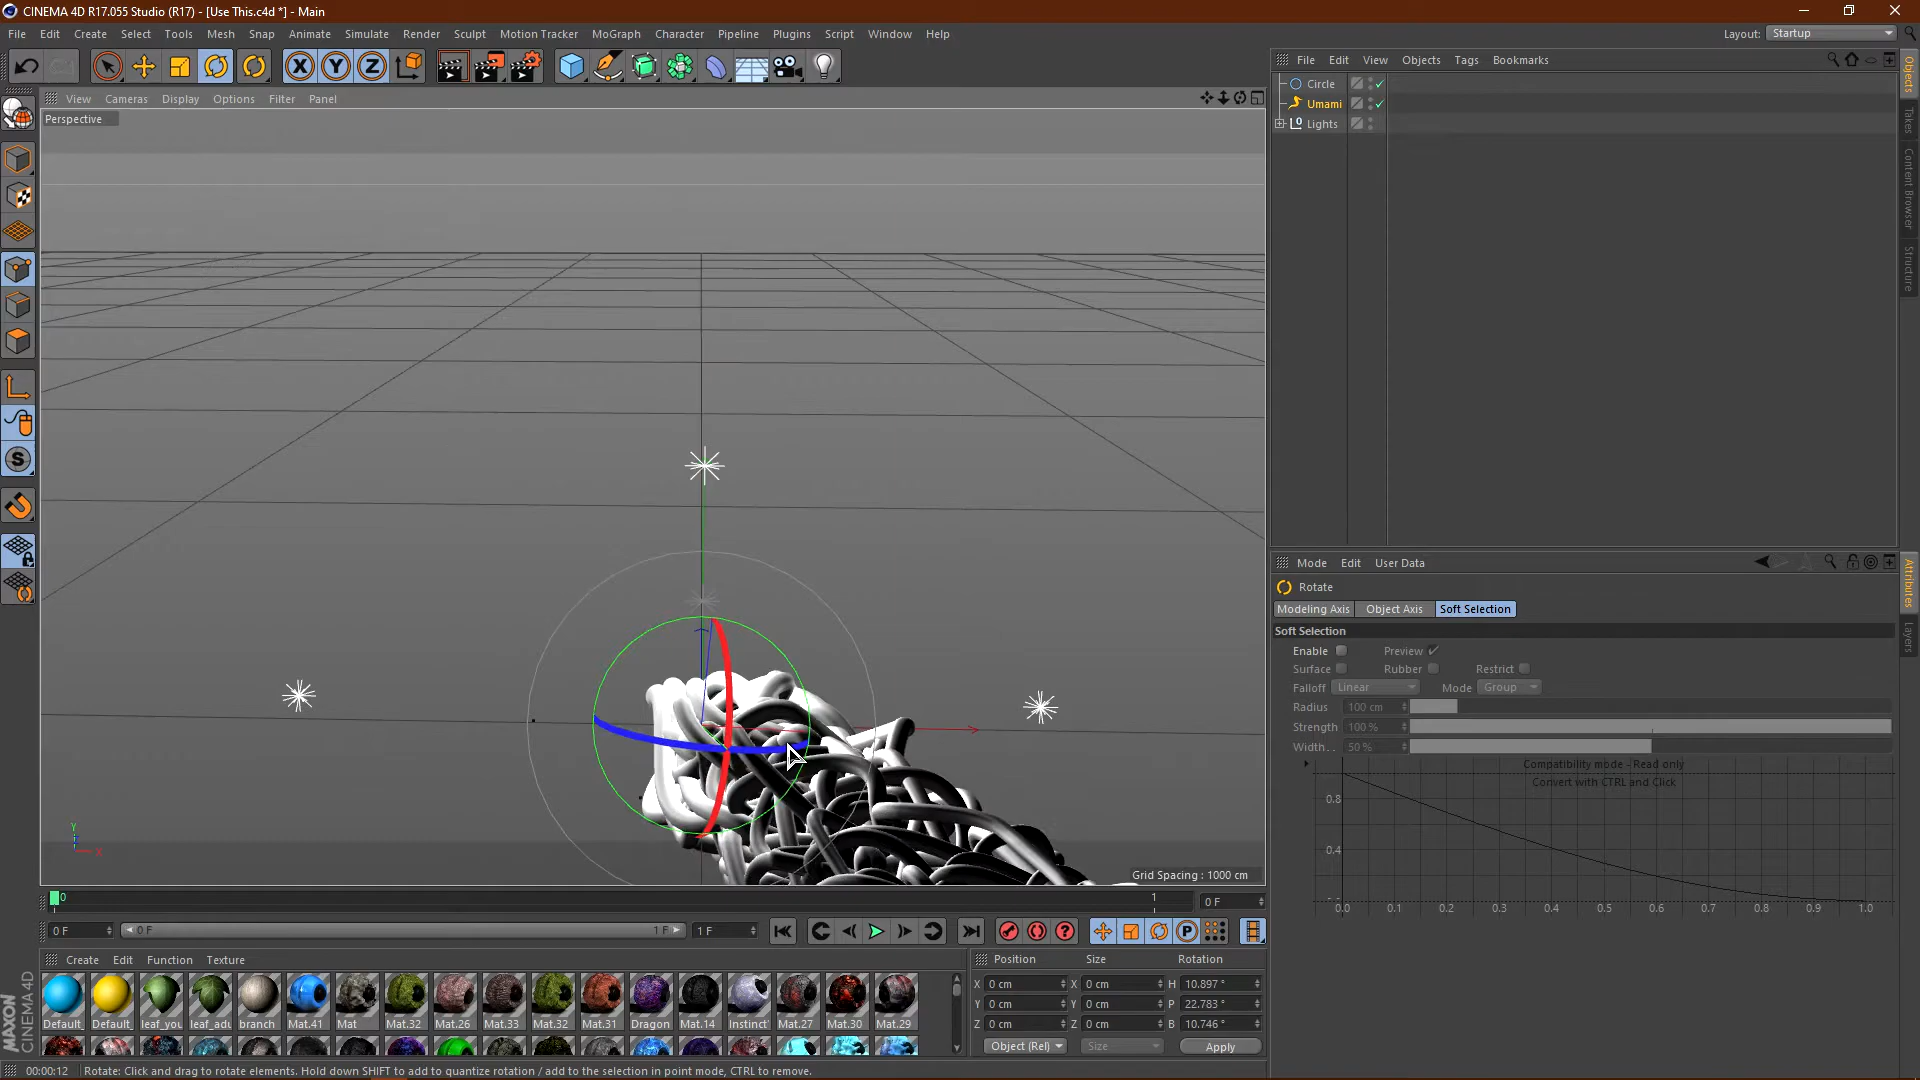 CINEMA 4D R17.055 Studio (R17) - [Use This.c4d *] - Main
File Edit Create Select Tools Mesh Snap Animate Simulate Render Sculpt Motion Tracker MoGraph Character Pipeline Plugins Script Window Help
Layout: Startup
X Y Z
File Edit View Objects Tags Bookmarks
View Cameras Display Options Filter Panel
Perspective
Circle
Umami
Lights
Objects
Takes
Content Browser
Structure
Mode Edit User Data
Rotate
Modeling Axis Object Axis Soft Selection
Soft Selection
Enable Preview
Surface Rubber Restrict
Falloff Linear Mode Group
Radius 100 cm
Strength 100 %
Width. . 50 %
Compatibility mode - Read only
Convert with CTRL and Click
0.8
0.4
0.0 0.1 0.2 0.3 0.4 0.5 0.6 0.7 0.8 0.9 1.0
Attributes
Layers
Y
X
Grid Spacing : 1000 cm
0 1 0 F
0 F 0 F 1 F 1 F
Create Edit Function Texture
Default_ Default_ leaf_you leaf_adu branch Mat.41 Mat Mat.32 Mat.26 Mat.33 Mat.32 Mat.31 Dragon Mat.14 Instinct' Mat.27 Mat.30 Mat.29
Position Size Rotation
X 0 cm X 0 cm H 10.897 °
Y 0 cm Y 0 cm P 22.783 °
Z 0 cm Z 0 cm B 10.746 °
Object (Rel) Size Apply
MAXON CINEMA 4D
00:00:12 Rotate: Click and drag to rotate elements. Hold down SHIFT to add to quantize rotation / add to the selection in point mode, CTRL to remove.